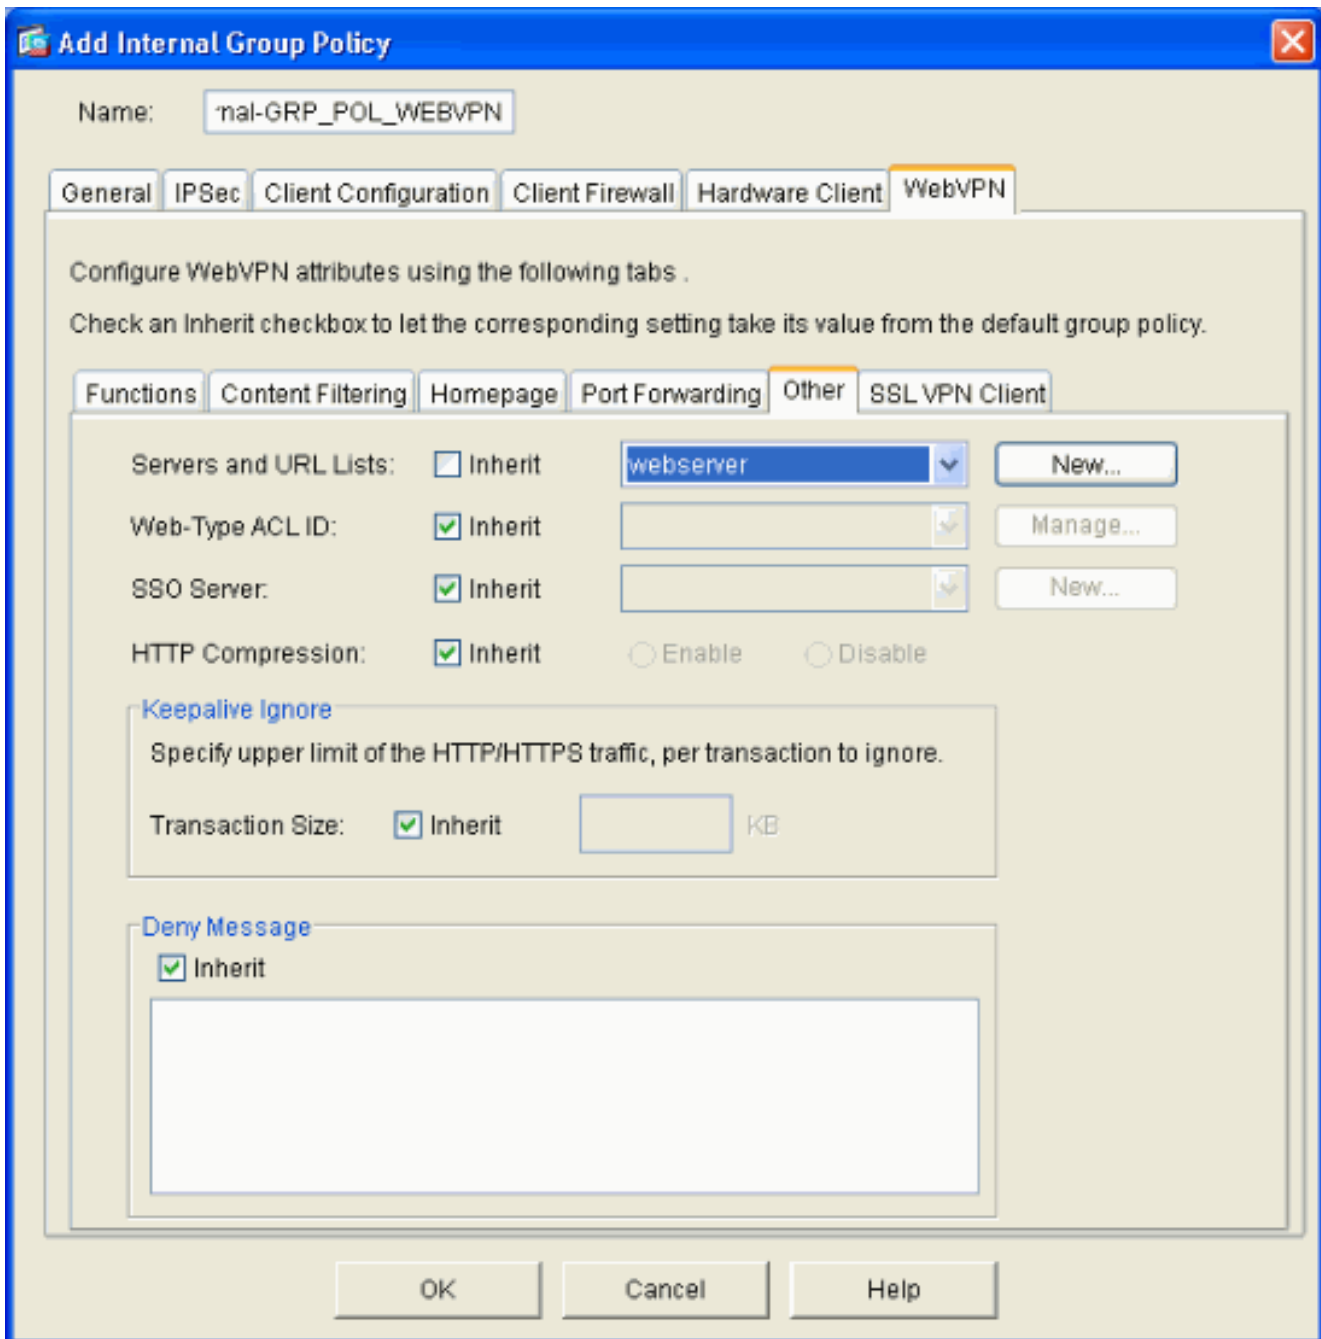 Add Internal Group Policy
Name: rnal-GRP_POL_WEBVPN
General IPSec Client Configuration Client Firewall Hardware Client WebVPN
Configure WebVPN attributes using the following tabs .
Check an Inherit checkbox to let the corresponding setting take its value from the default group policy.
Functions Content Filtering Homepage Port Forwarding Other SSL VPN Client
Servers and URL Lists: Inherit webserver New...
Web-Type ACL ID: Inherit Manage...
SSO Server: Inherit New...
HTTP Compression: Inherit Enable Disable
Keepalive Ignore
Specify upper limit of the HTTP/HTTPS traffic, per transaction to ignore.
Transaction Size: Inherit KB
Deny Message
Inherit
OK Cancel Help